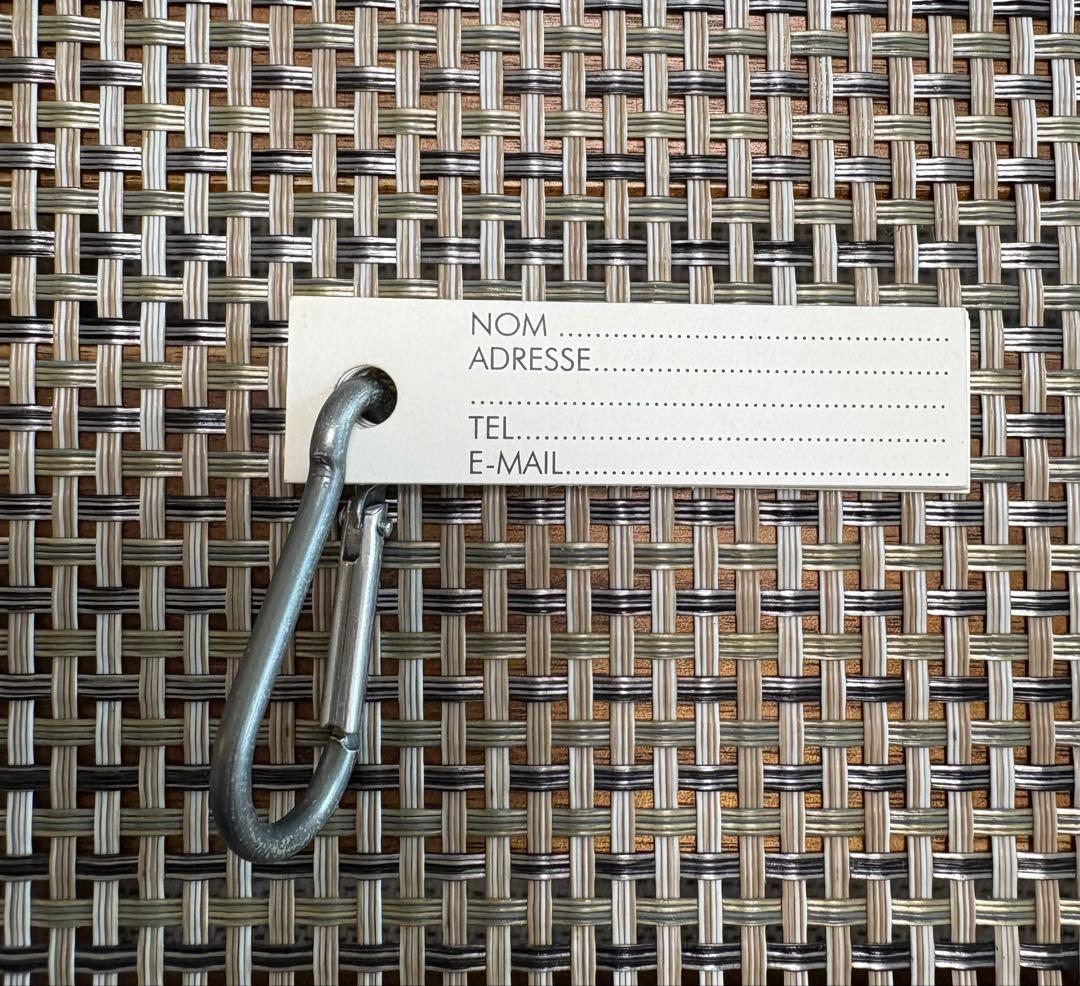 NOM ..........................................
ADRESSE......................................
...................................................
TEL..............................................
E-MAIL.........................................